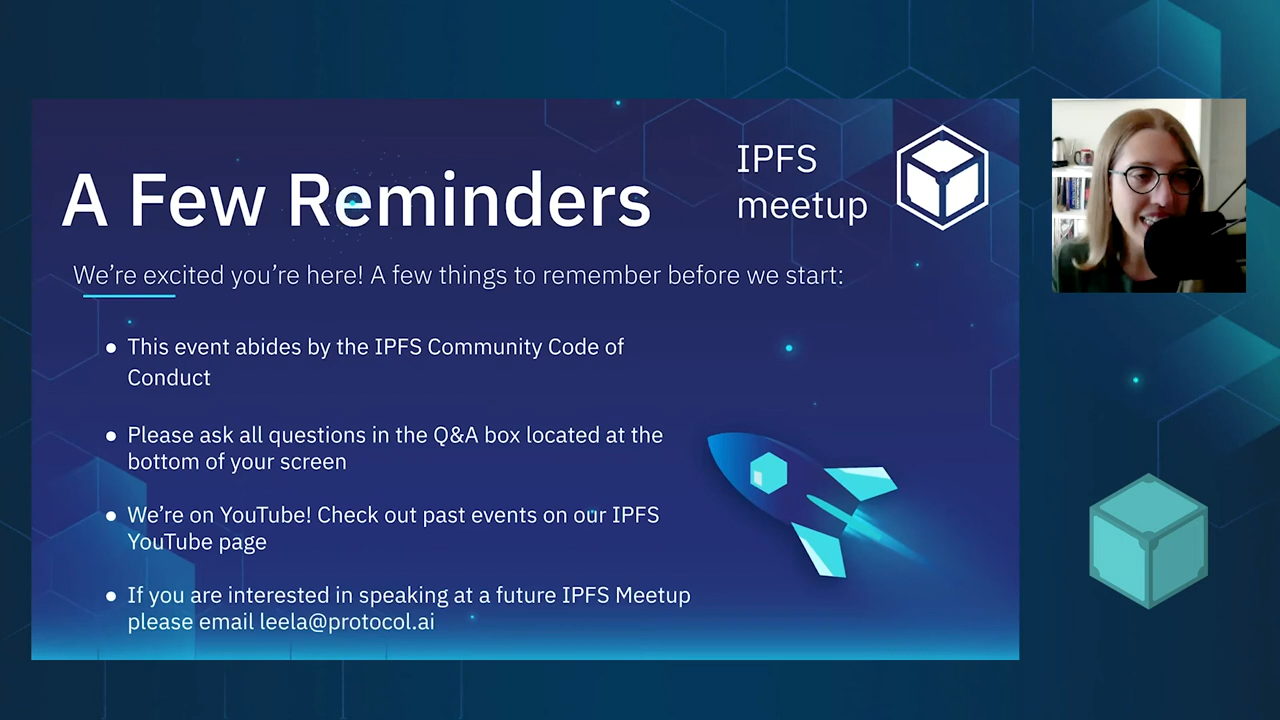 IPFS
meetup
A Few Reminders
We’re excited you’re here! A few things to remember before we start:
● This event abides by the IPFS Community Code of
Conduct
● Please ask all questions in the Q&A box located at the
bottom of your screen
● We’re on YouTube! Check out past events on our IPFS
YouTube page
● If you are interested in speaking at a future IPFS Meetup
please email leela@protocol.ai